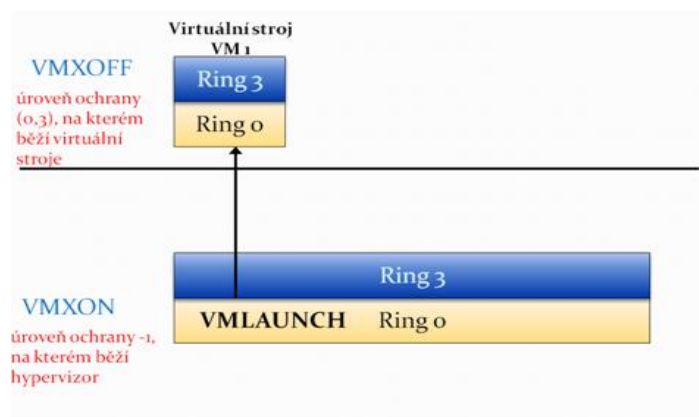 Virtuální stroj
VM 1
VMXOFF
úroveň ochrany
(0,3), na kterém
běží virtuální
stroje
Ring 3
Ring 0
VMXON
úroveň ochrany -1,
na kterém běží
hypervizor
Ring 3
VMLAUNCH Ring 0